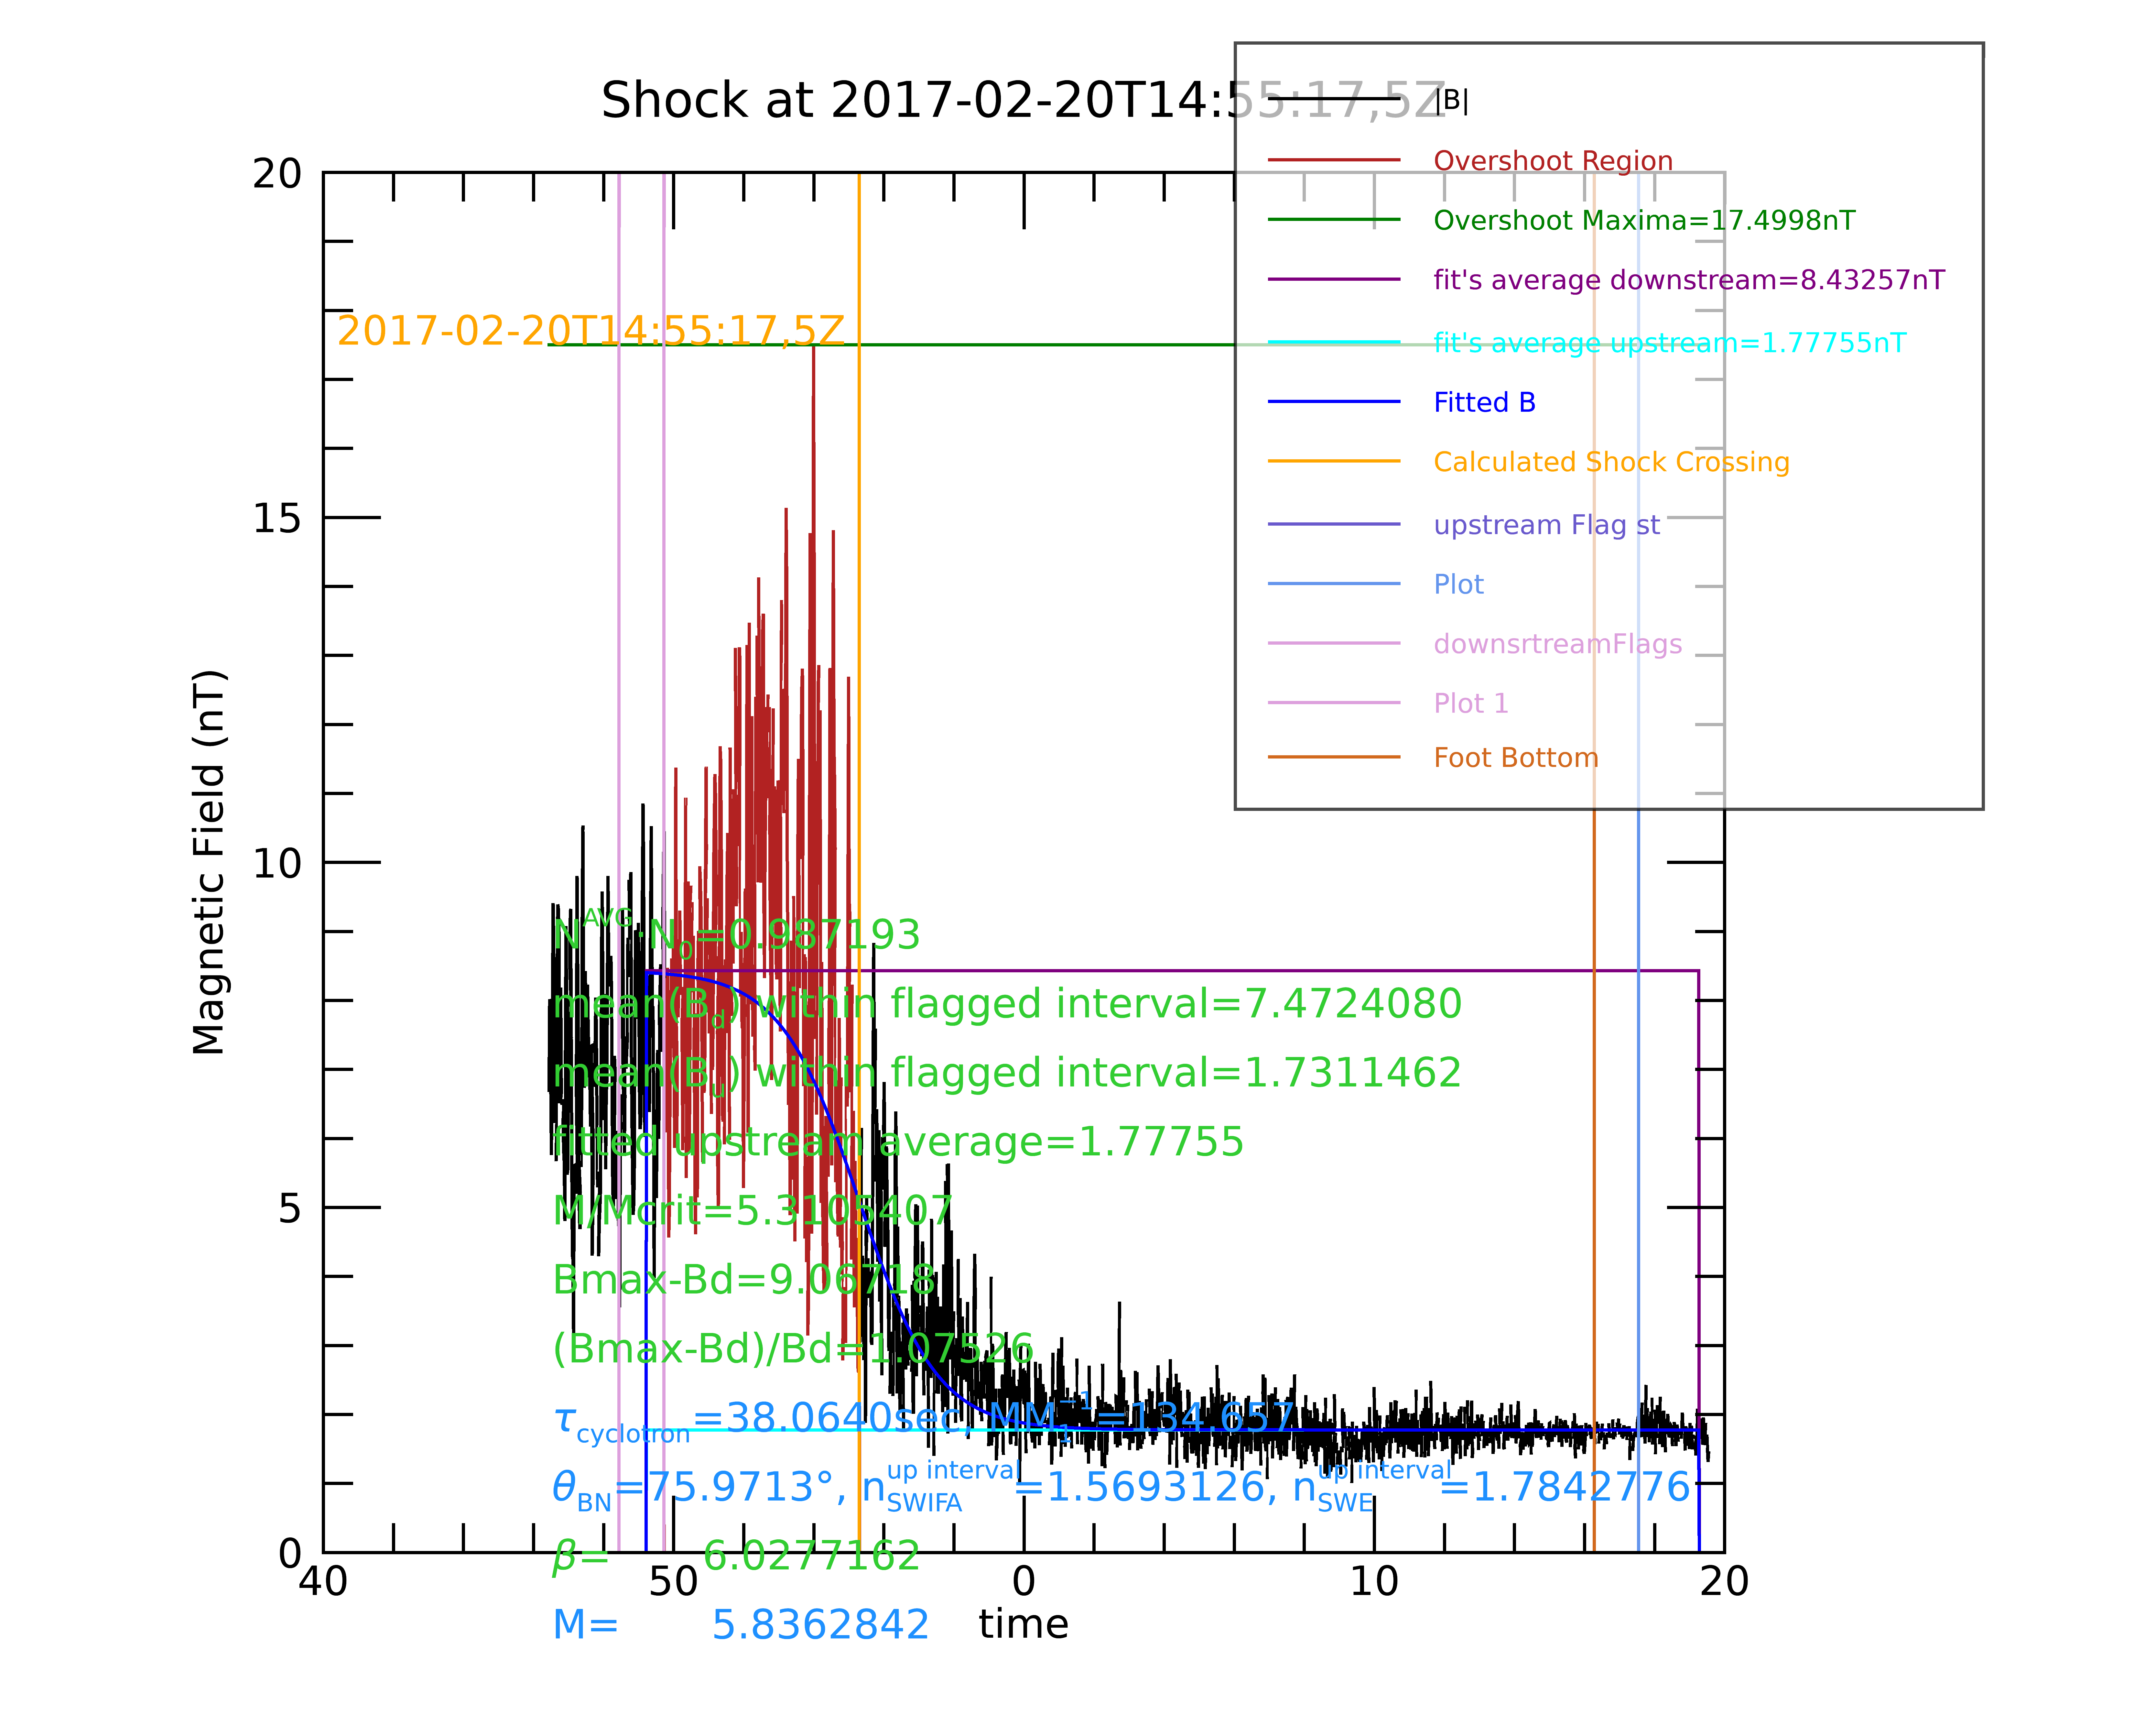 Shock at 2017-02-20T14:55:17,5Z
|B|
Overshoot Region
Overshoot Maxima=17.4998nT
fit's average downstream=8.43257nT
fit's average upstream=1.77755nT
Fitted B
Calculated Shock Crossing
upstream Flag st
Plot
downsrtreamFlags
Plot 1
Foot Bottom
20
15
10
5
0
Magnetic Field (nT)
2017-02-20T14:55:17,5Z
N^AVG·N_0=0.987193
mean(B_d) within flagged interval=7.4724080
mean(B_u) within flagged interval=1.7311462
fitted upstream average=1.77755
M/Mcrit=5.3105407
Bmax-Bd=9.06718
(Bmax-Bd)/Bd=1.07526
τ_cyclotron=38.0640sec, MM_1^-1=134.657
θ_BN=75.9713°, n_SWIFA^up interval=1.5693126, n_SWE^up interval=1.7842776
β= 6.0277162
40 50 0 10 20
M= 5.8362842
time